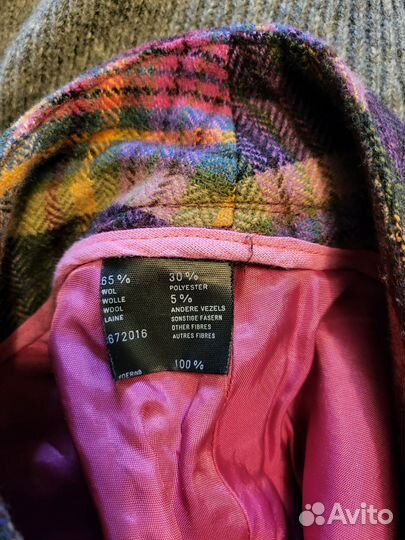 65%
WOL
WOLLE
WOOL
LAINE
672016
30%
POLYESTER
5%
ANDERE VEZELS
SONSTIGE FASERN
OTHER FIBRES
AUTRES FIBRES
100%
Avito